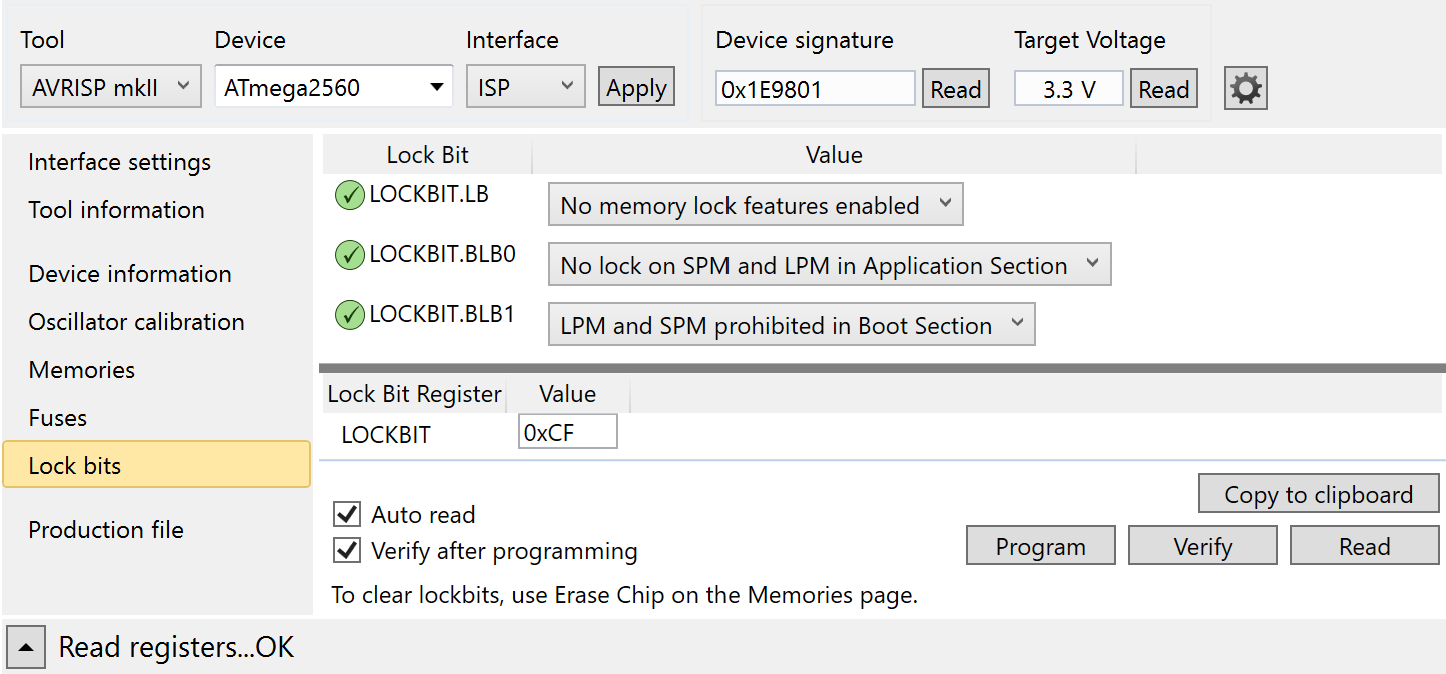 Tool Device Interface Device signature Target Voltage
AVRISP mkII ATmega2560 ISP Apply 0x1E9801 Read 3.3 V Read
Interface settings
Tool information
Device information
Oscillator calibration
Memories
Fuses
Lock bits
Production file
Lock Bit Value
LOCKBIT.LB No memory lock features enabled
LOCKBIT.BLB0 No lock on SPM and LPM in Application Section
LOCKBIT.BLB1 LPM and SPM prohibited in Boot Section
Lock Bit Register Value
LOCKBIT 0xCF
Copy to clipboard
Auto read
Verify after programming
Program Verify Read
To clear lockbits, use Erase Chip on the Memories page.
Read registers...OK